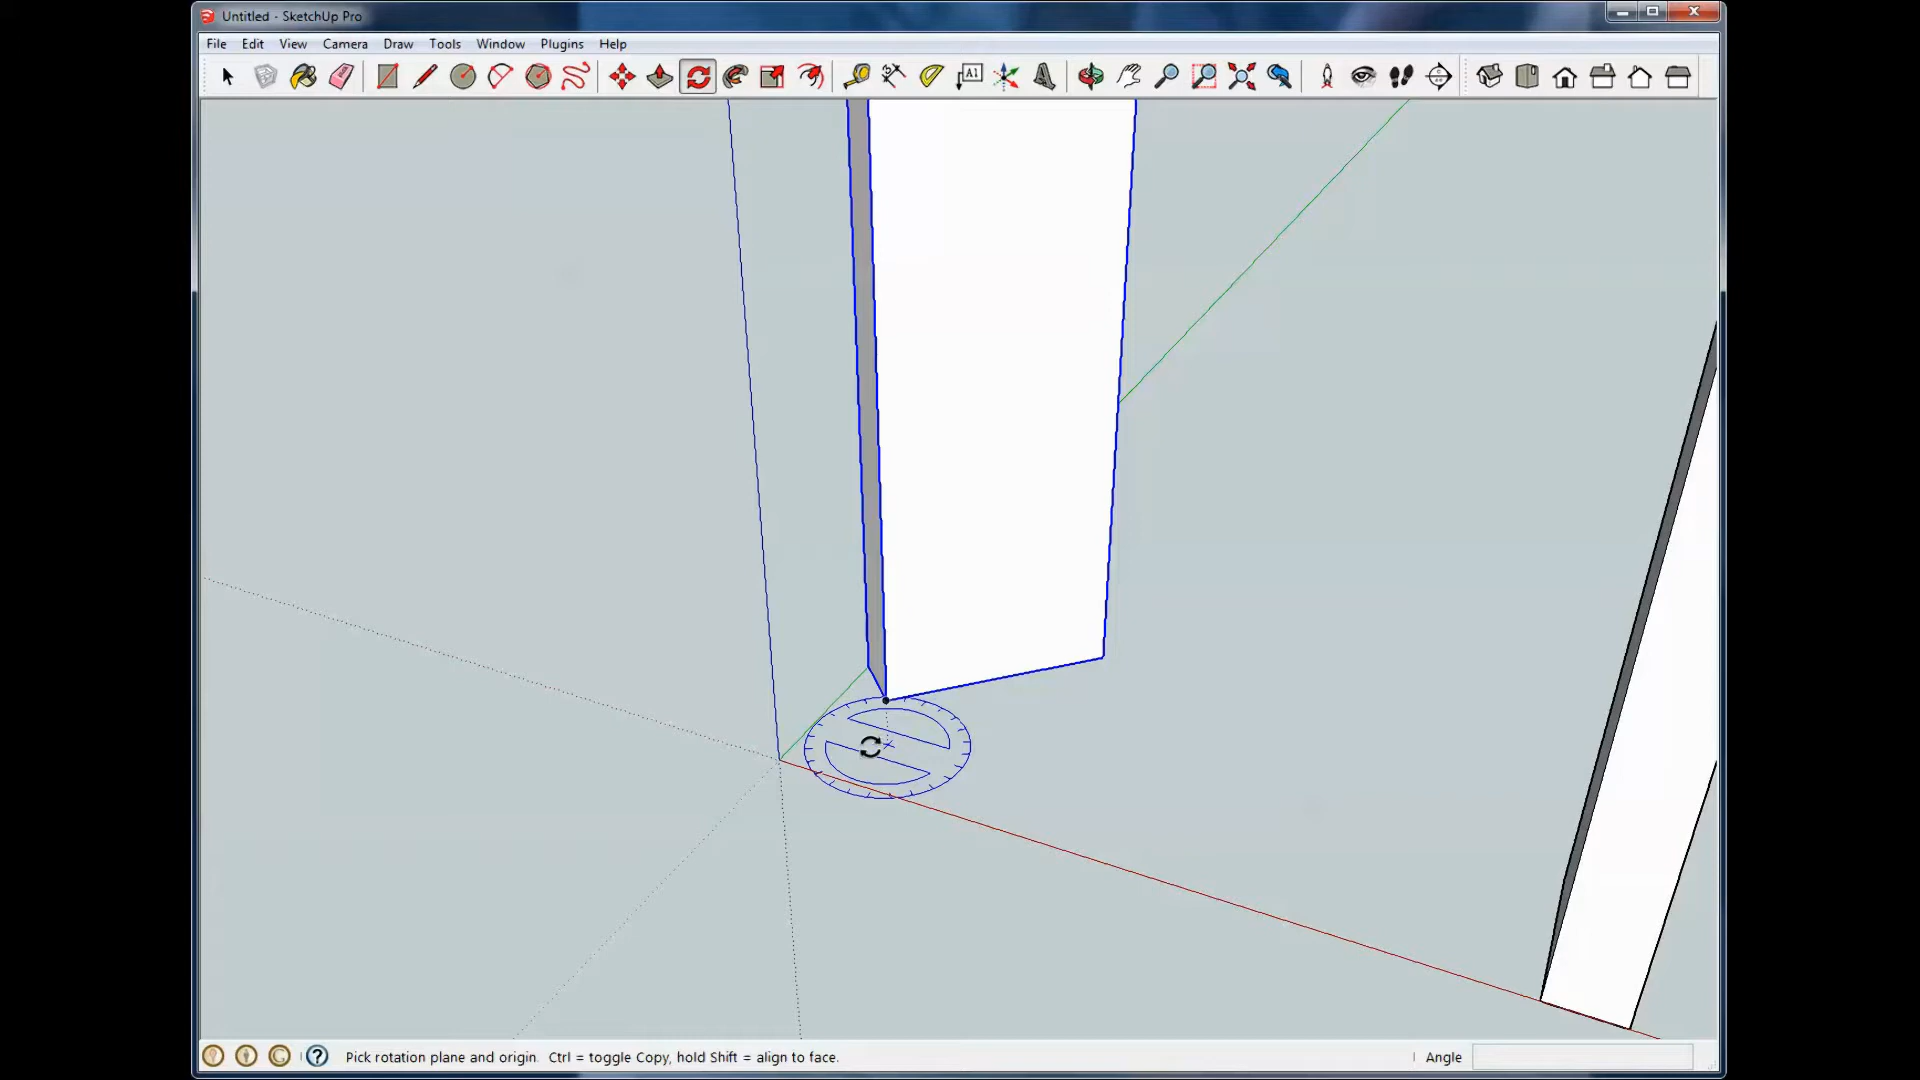 Untitled - SketchUp Pro
File Edit View Camera Draw Tools Window Plugins Help
A1
Pick rotation plane and origin. Ctrl = toggle Copy, hold Shift = align to face.
Angle